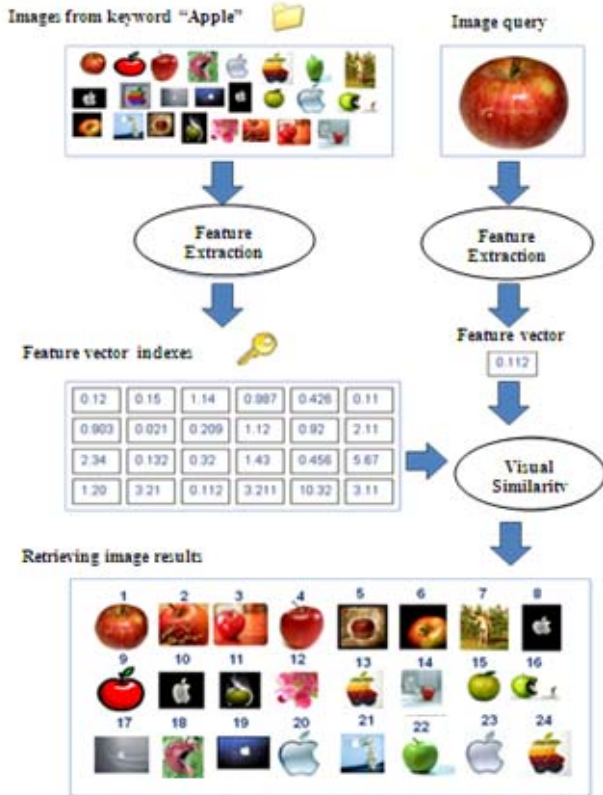 Images from keyword “Apple”
Image query
Feature
Extraction
Feature
Extraction
Feature vector indexes
Feature vector
0.112
0.12 0.15 1.14 0.987 0.426 0.11
0.903 0.021 0.209 1.12 0.92 2.11
2.34 0.132 0.32 1.43 0.456 5.67
1.20 3.21 0.112 3.211 10.32 3.11
Visual
Similarity
Retrieving image results
1 2 3 4 5 6 7 8
9 10 11 12 13 14 15 16
17 18 19 20 21 22 23 24